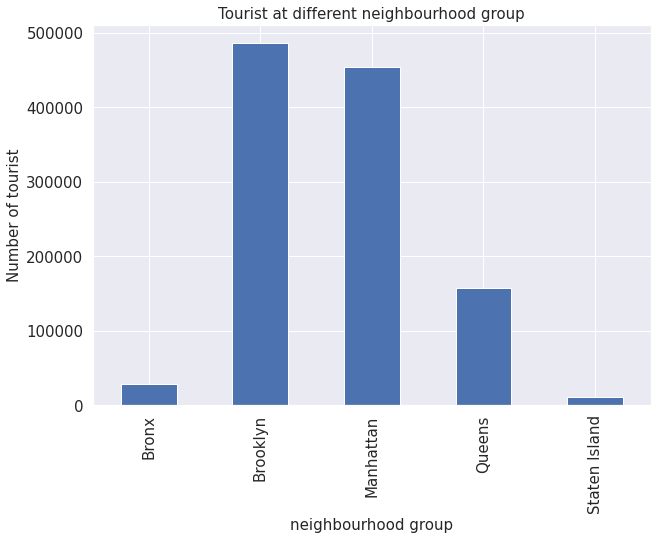 Tourist at different neighbourhood group
500000
400000
300000
200000
100000
0
Number of tourist
Bronx
Brooklyn
Manhattan
Queens
Staten Island
neighbourhood group